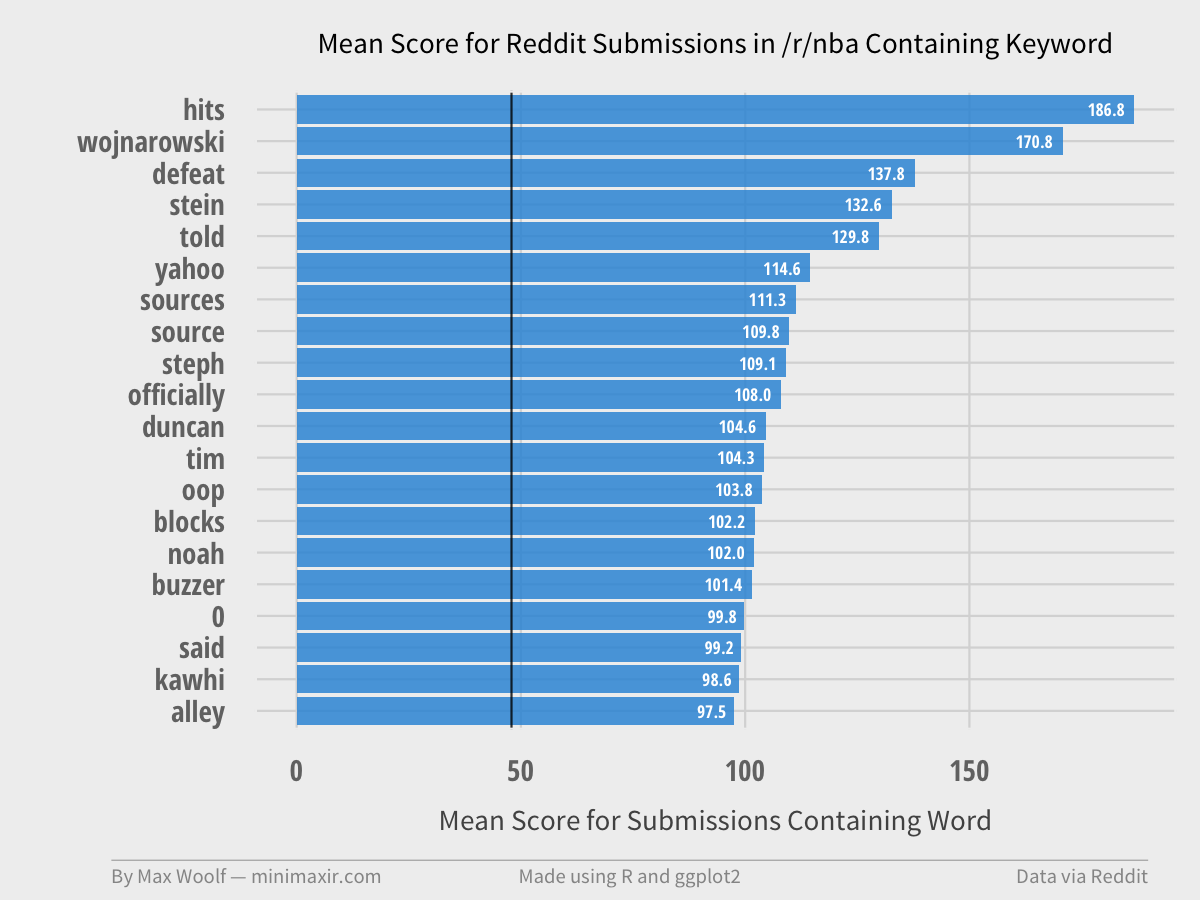 Mean Score for Reddit Submissions in /r/nba Containing Keyword
hits 186.8
wojnarowski 170.8
defeat 137.8
stein 132.6
told 129.8
yahoo 114.6
sources 111.3
source 109.8
steph 109.1
officially 108.0
duncan 104.6
tim 104.3
oop 103.8
blocks 102.2
noah 102.0
buzzer 101.4
0 99.8
said 99.2
kawhi 98.6
alley 97.5
0 50 100 150
Mean Score for Submissions Containing Word
By Max Woolf — minimaxir.com Made using R and ggplot2 Data via Reddit